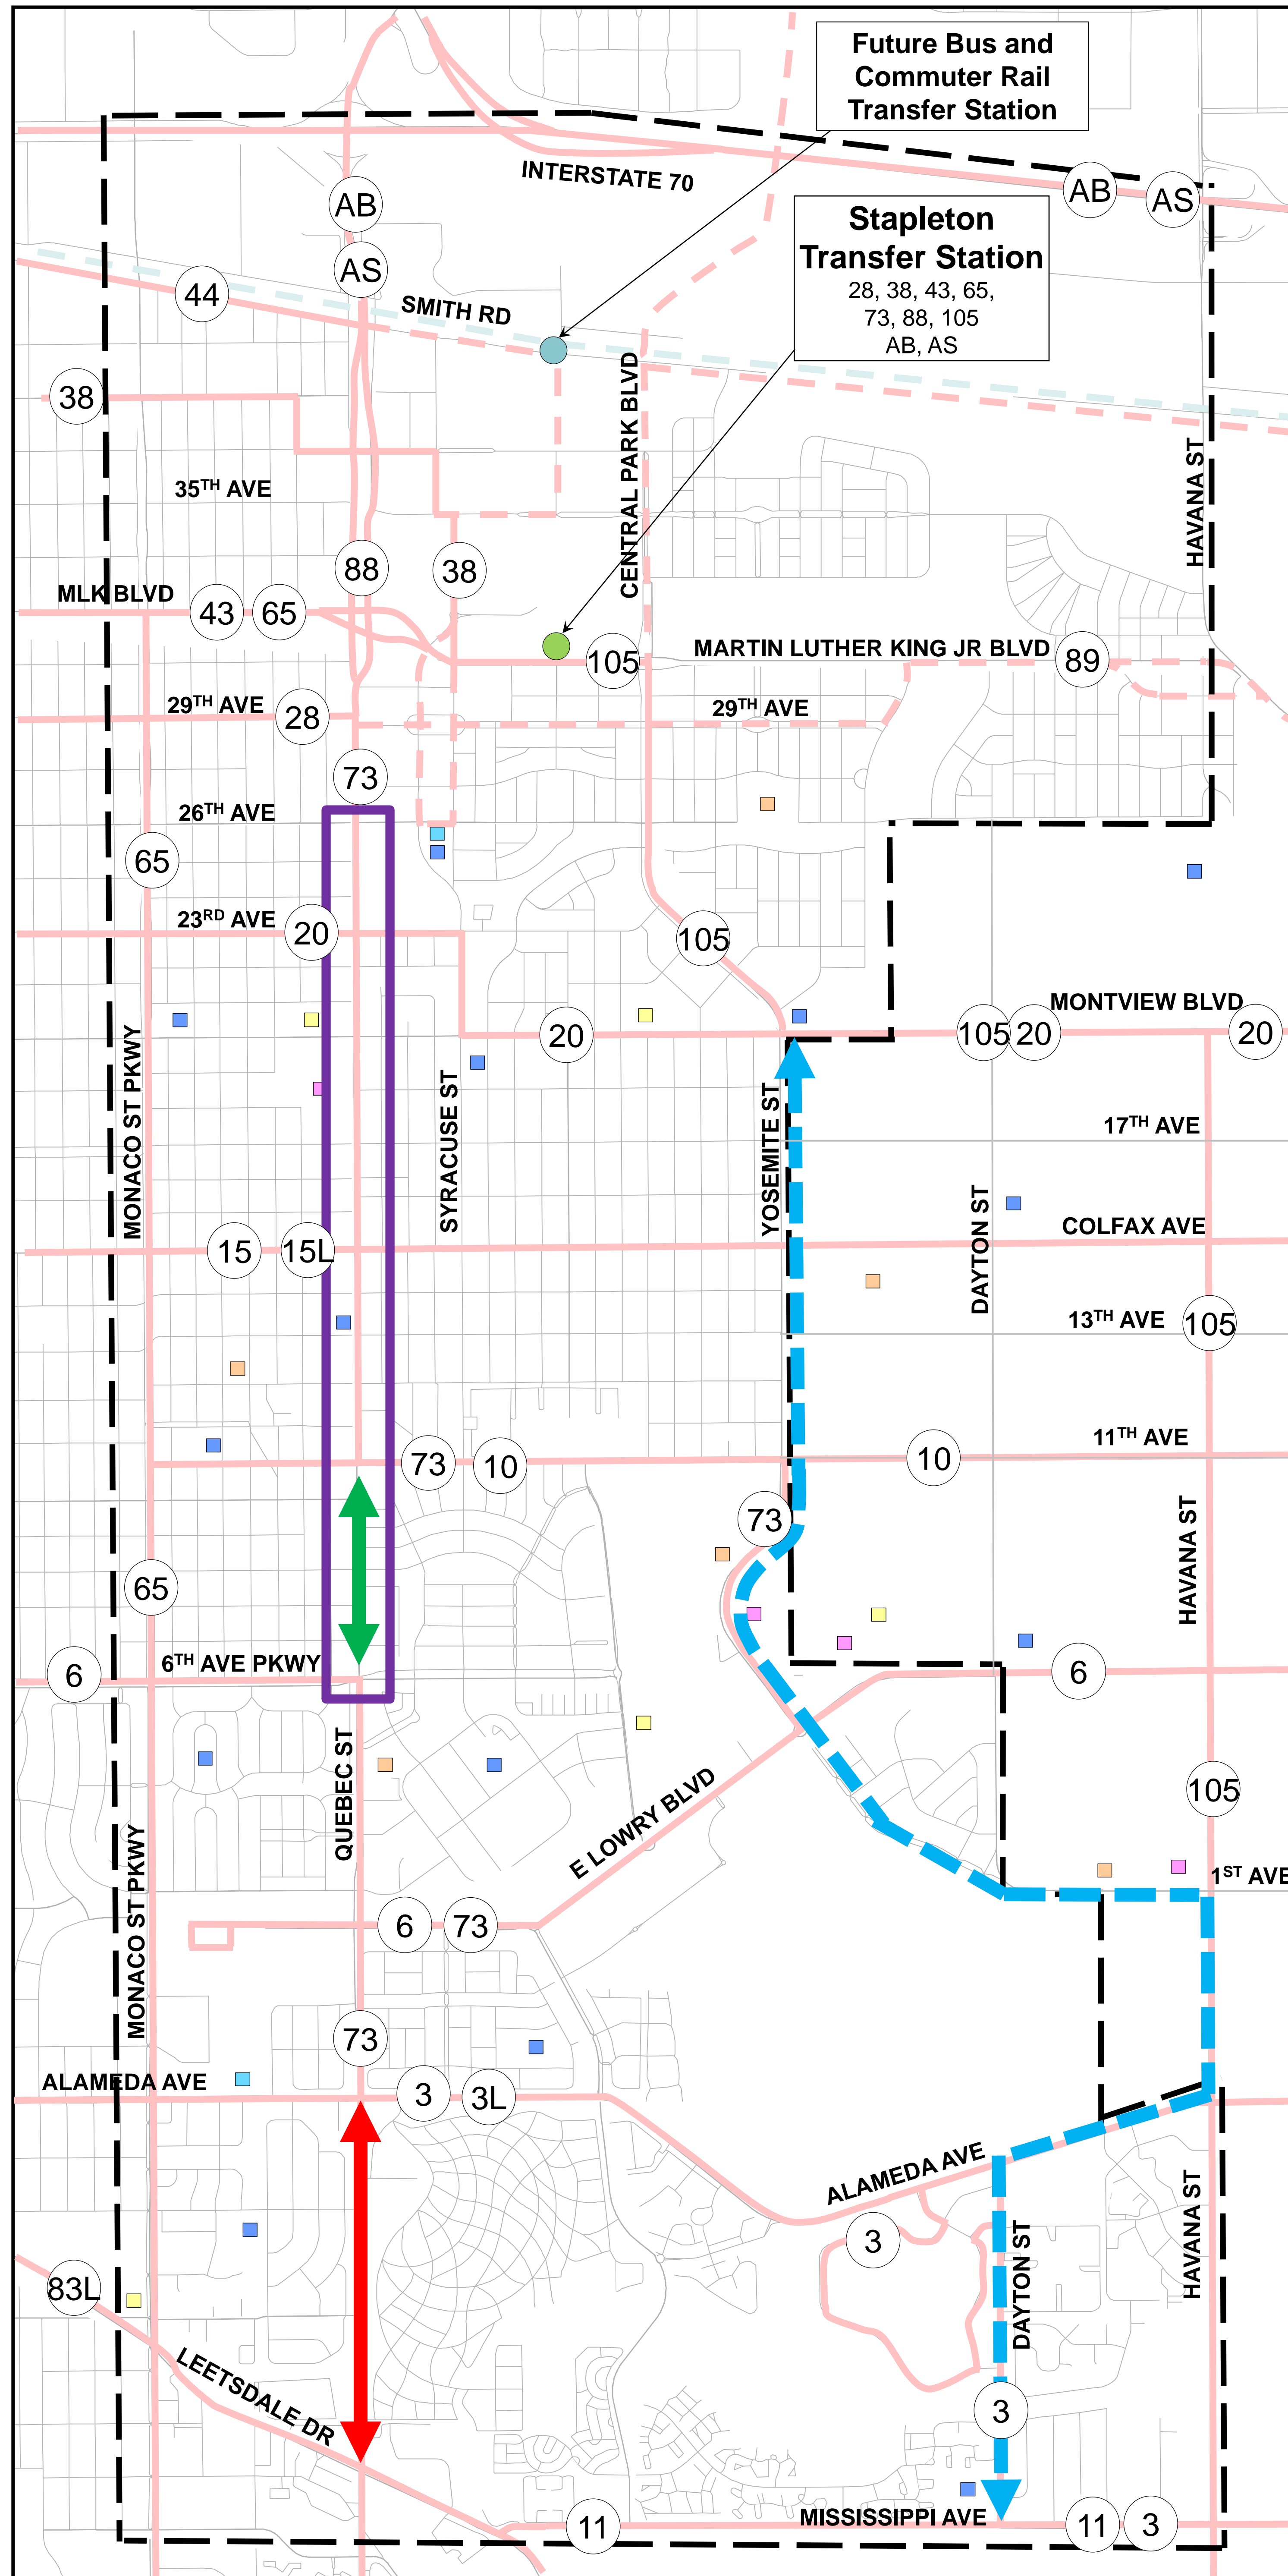 Future Bus and
Commuter Rail
Transfer Station
INTERSTATE 70
AB
AS
AB
AS
Stapleton
Transfer Station
28, 38, 43, 65,
73, 88, 105
AB, AS
44
SMITH RD
38
CENTRAL PARK BLVD
35TH AVE
HAVANA ST
88
38
MLK BLVD
43
65
105
MARTIN LUTHER KING JR BLVD
89
29TH AVE
28
29TH AVE
73
26TH AVE
65
23RD AVE
20
105
MONTVIEW BLVD
20
105
20
20
MONACO ST PKWY
SYRACUSE ST
YOSEMITE ST
17TH AVE
DAYTON ST
COLFAX AVE
15
15L
13TH AVE
105
11TH AVE
73
10
10
73
HAVANA ST
65
6TH AVE PKWY
6
6
QUEBEC ST
E LOWRY BLVD
105
MONACO ST PKWY
1ST AVE
6
73
73
ALAMEDA AVE
3
3L
ALAMEDA AVE
3
DAYTON ST
HAVANA ST
83L
LEETSDALE DR
3
MISSISSIPPI AVE
11
11
3